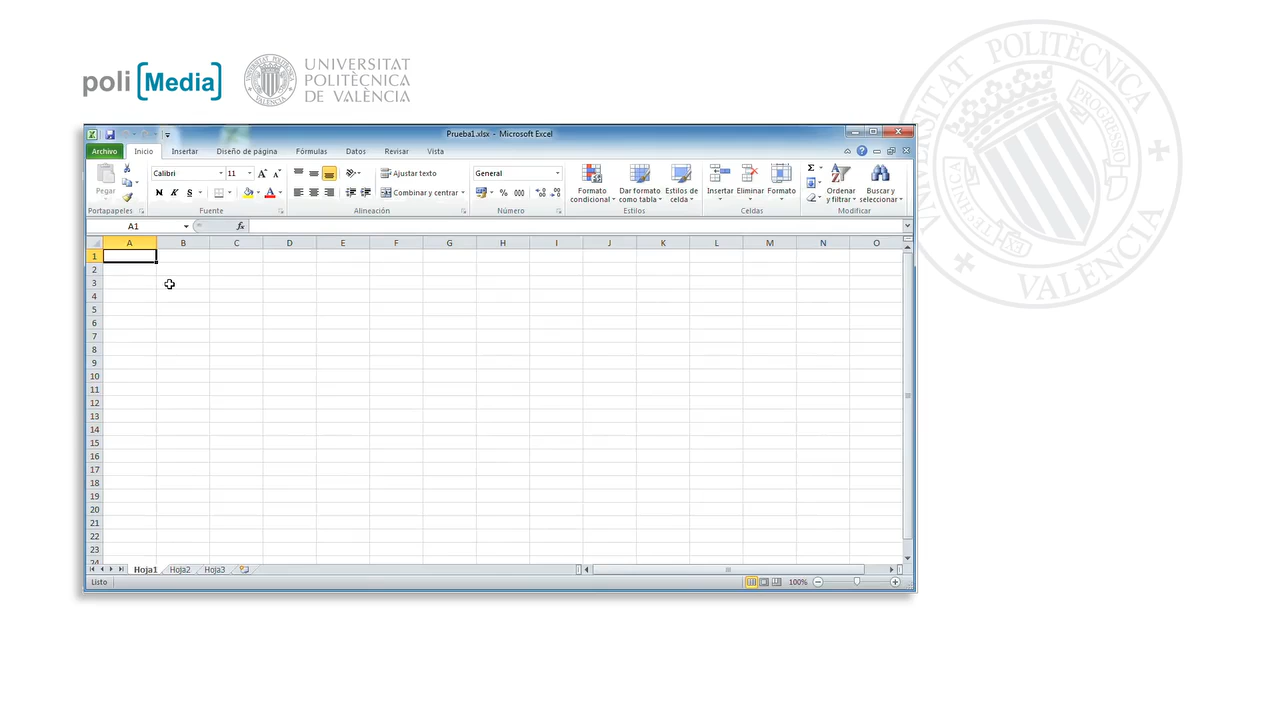 poli [Media]
UNIVERSITAT
POLITÈCNICA
DE VALÈNCIA
UNIVERSITAT POLITÈCNICA
VALÈNCIA
PROGRESSIO
ET·HINC
EX
Prueba1.xlsx - Microsoft Excel
Archivo Inicio Insertar Diseño de página Fórmulas Datos Revisar Vista
Pegar
Portapapeles
Calibri 11
N K S
Fuente
Ajustar texto
Combinar y centrar
Alineación
General
% 000
Número
Formato condicional
Dar formato como tabla
Estilos de celda
Estilos
Insertar Eliminar Formato
Celdas
Σ
Ordenar y filtrar
Buscar y seleccionar
Modificar
A1 fx
A B C D E F G H I J K L M N O
1
2
3
4
5
6
7
8
9
10
11
12
13
14
15
16
17
18
19
20
21
22
23
24
Hoja1 Hoja2 Hoja3
Listo 100%